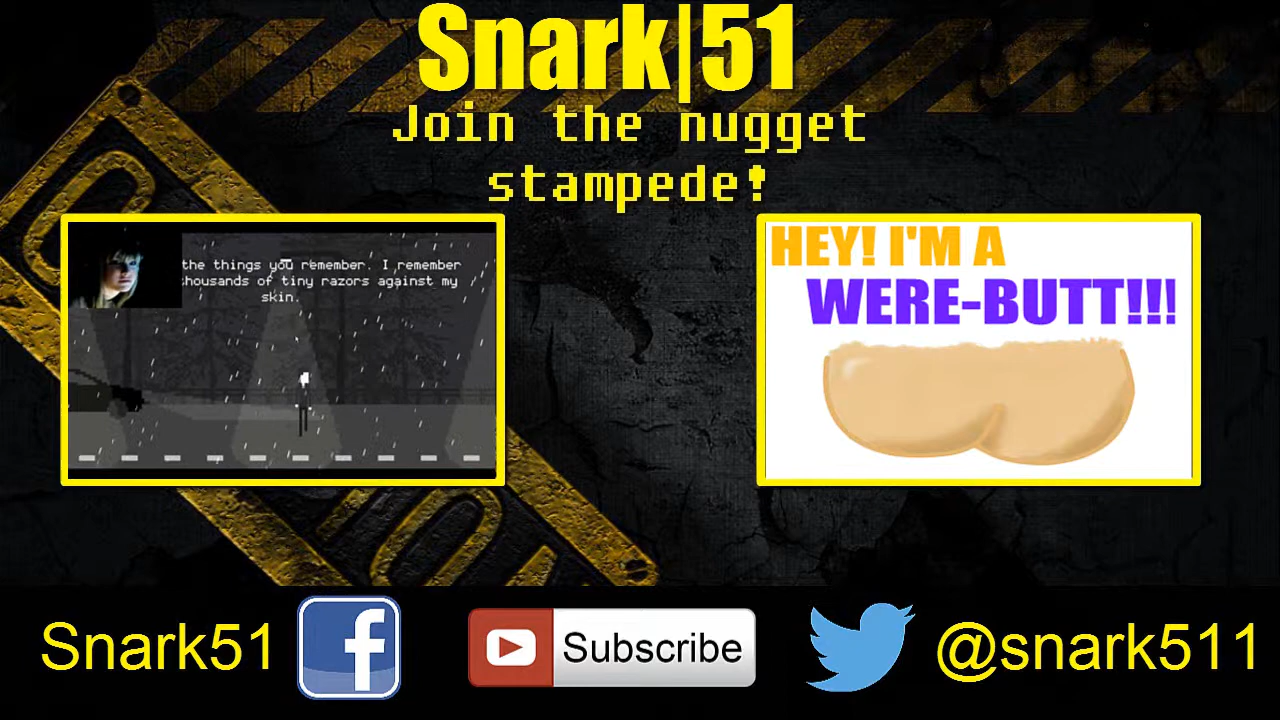 Snark|51
Join the nugget
stampede!
the things you remember. I remember
thousands of tiny razors against my
skin.
HEY! I'M A
WERE-BUTT!!!
Snark51
f
Subscribe
@snark511